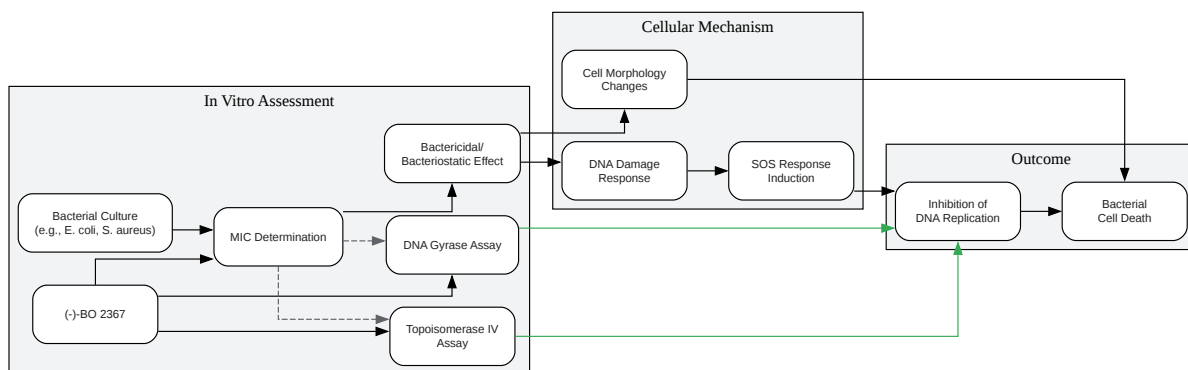 Cellular Mechanism
Cell Morphology
Changes
In Vitro Assessment
Bactericidal/
Bacteriostatic Effect
DNA Damage
Response
SOS Response
Induction
Outcome
Bacterial Culture
(e.g., E. coli, S. aureus)
MIC Determination
DNA Gyrase Assay
Inhibition of
DNA Replication
Bacterial
Cell Death
(-)-BO 2367
Topoisomerase IV
Assay